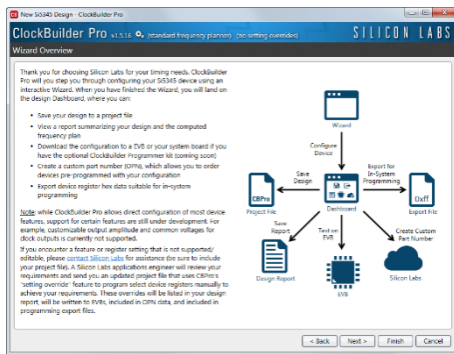 New Si5345 Design - ClockBuilder Pro
ClockBuilder Pro v1.5.16 (standard frequency planner) (no setting overrides) SILICON LABS
Wizard Overview
Thank you for choosing Silicon Labs for your timing needs. ClockBuilder
Pro will you step you through configuring your Si5345 device using an
interactive Wizard. When you have finished the Wizard, you will land on
the design Dashboard, where you can:
• Save your design to a project file
• View a report summarizing your design and the computed
frequency plan
• Download the configuration to a EVB or your system board if you
have the optional ClockBuilder Programmer kit (coming soon)
• Create a custom part number (OPN), which allows you to order
devices pre-programmed with your configuration
• Export device register hex data suitable for in-system
programming
Note: while ClockBuilder Pro allows direct configuration of most device
features, support for certain features are still under development. For
example, customizable output amplitude and common voltages for
clock outputs is currently not supported.
If you encounter a feature or register setting that is not supported/
editable, please contact Silicon Labs for assistance (be sure to include
your project file). A Silicon Labs applications engineer will review your
requirements and send you an updated project file that uses CBPro's
"setting override" feature to program select device registers manually to
achieve your requirements. These overrides will be listed in your design
report, will be written to EVBs, included in OPN data, and included in
programming export files.
Wizard
Configure
Device
Save
Design
Export for
In-System
Programming
CBPro
Project File
Dashboard
0xff
Export File
Save
Report
Test on
EVB
Create Custom
Part Number
Design Report
EVB
Silicon Labs
< Back
Next >
Finish
Cancel